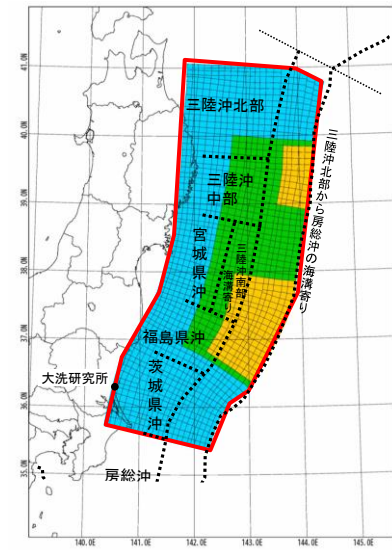 41.0N
40.0N
39.0N
38.0N
37.0N
36.0N
35.0N
三陸沖北部
三陸沖
中部
宮城県沖
三陸沖南部
海溝寄り
三陸沖北部から房総沖の海溝寄り
福島県沖
茨城県沖
大洗研究所
房総沖
140.0E
141.0E
142.0E
143.0E
144.0E
145.0E